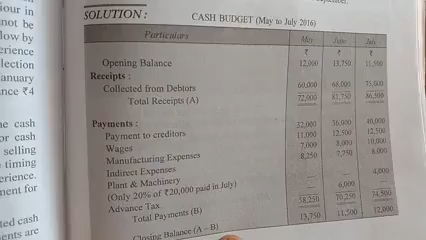 iour in
not be
low by
erience
lection
anuary
nce ₹4
ne cash
or cash
selling
timing
erience.
nent for
ted cash
ents are
SOLUTION : CASH BUDGET (May to July 2016)
Particulars May June July
₹ ₹ ₹
Opening Balance 12,000 13,750 11,500
Receipts :
Collected from Debtors 60,000 68,000 75,000
Total Receipts (A) 72,000 81,750 86,500
Payments :
Payment to creditors 32,000 36,000 40,000
Wages 11,000 12,500 12,500
Manufacturing Expenses 7,000 8,000 10,000
Indirect Expenses 8,250 7,750 8,000
Plant & Machinery
(Only 20% of ₹20,000 paid in July) — — 4,000
Advance Tax — 6,000 —
Total Payments (B) 58,250 70,250 74,500
Closing Balance (A – B) 13,750 11,500 12,000